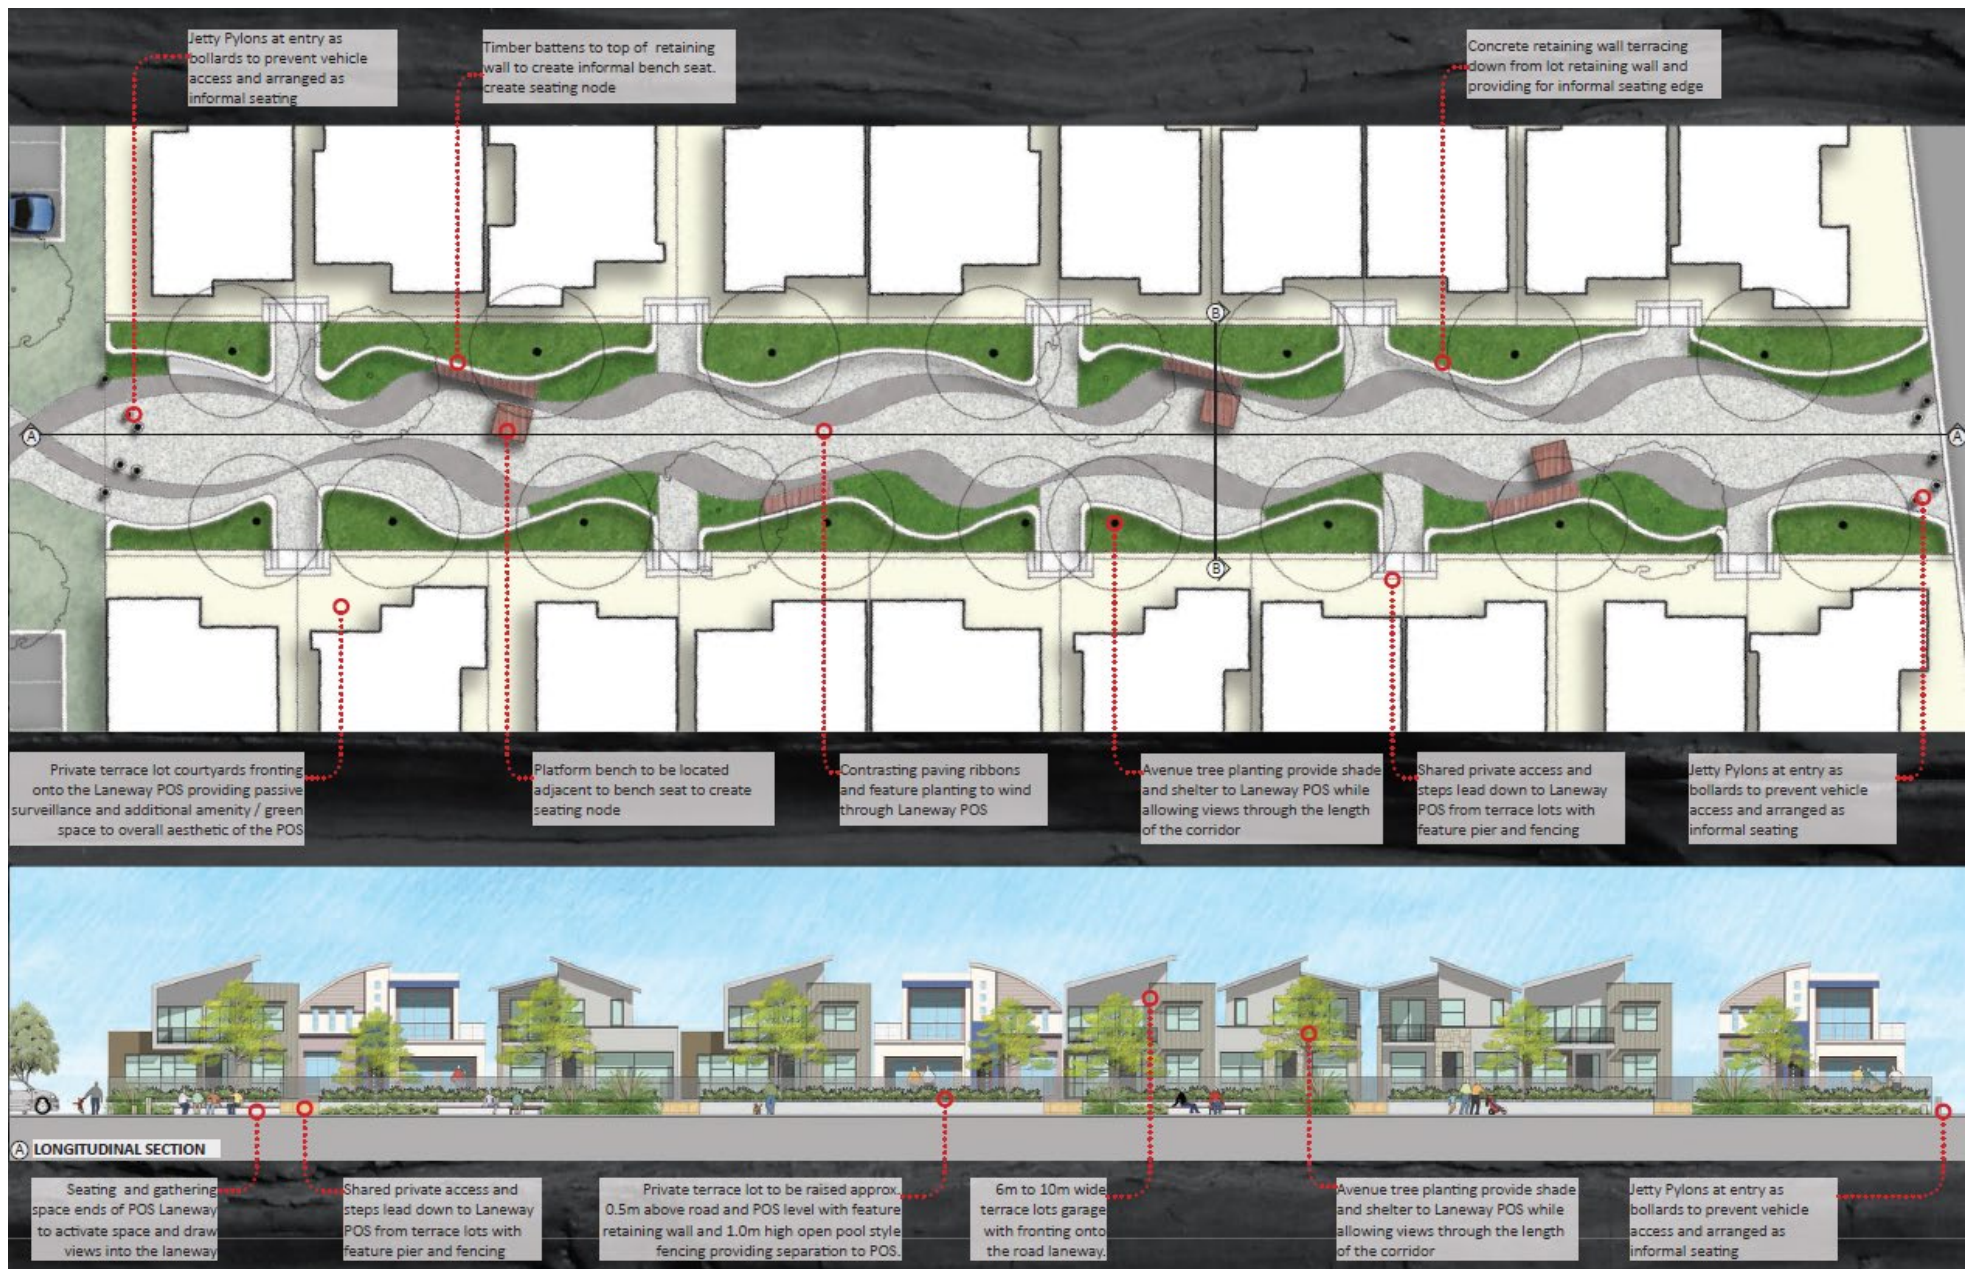 Jetty Pylons at entry as
bollards to prevent vehicle
access and arranged as
informal seating
Timber battens to top of retaining
wall to create informal bench seat.
create seating node
Concrete retaining wall terracing
down from lot retaining wall and
providing for informal seating edge
B
A
A
B
Private terrace lot courtyards fronting
onto the Laneway POS providing passive
surveillance and additional amenity / green
space to overall aesthetic of the POS
Platform bench to be located
adjacent to bench seat to create
seating node
Contrasting paving ribbons
and feature planting to wind
through Laneway POS
Avenue tree planting provide shade
and shelter to Laneway POS while
allowing views through the length
of the corridor
Shared private access and
steps lead down to Laneway
POS from terrace lots with
feature pier and fencing
Jetty Pylons at entry as
bollards to prevent vehicle
access and arranged as
informal seating
A LONGITUDINAL SECTION
Seating and gathering
space ends of POS Laneway
to activate space and draw
views into the laneway
Shared private access and
steps lead down to Laneway
POS from terrace lots with
feature pier and fencing
Private terrace lot to be raised approx.
0.5m above road and POS level with feature
retaining wall and 1.0m high open pool style
fencing providing separation to POS.
6m to 10m wide
terrace lots garage
with fronting onto
the road laneway.
Avenue tree planting provide shade
and shelter to Laneway POS while
allowing views through the length
of the corridor
Jetty Pylons at entry as
bollards to prevent vehicle
access and arranged as
informal seating